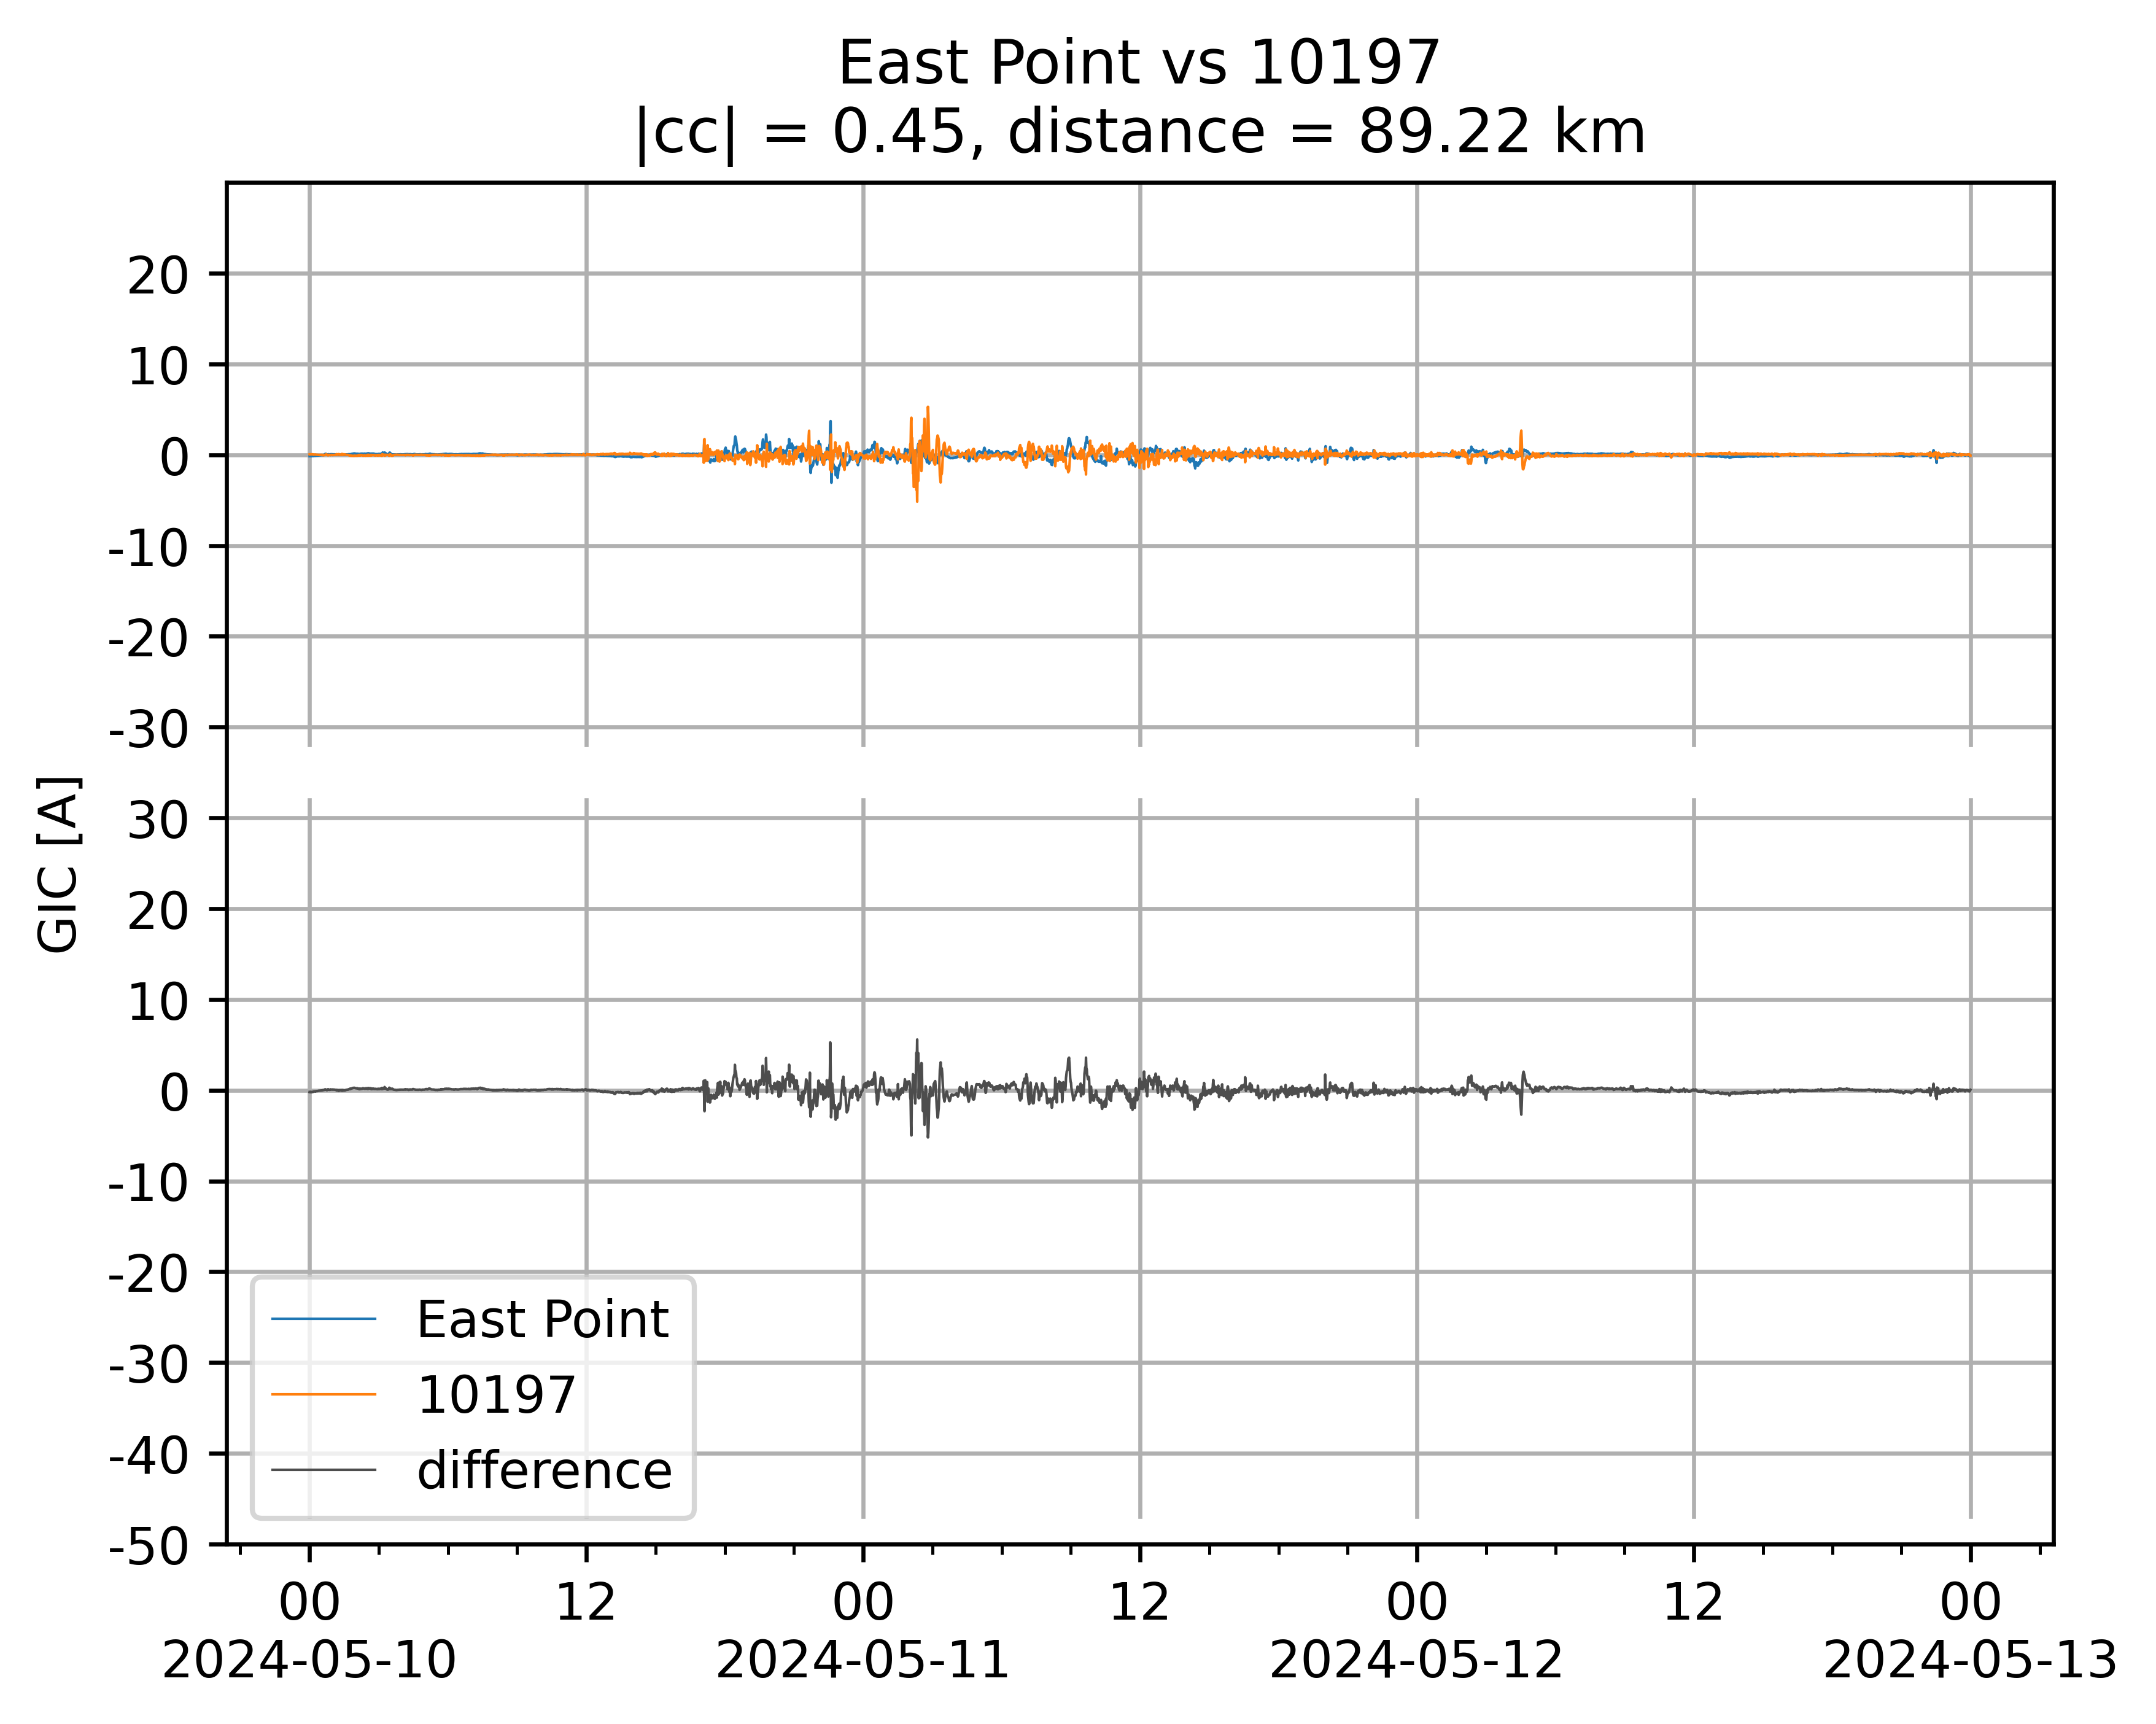 East Point vs 10197
|cc| = 0.45, distance = 89.22 km
GIC [A]
20
10
0
-10
-20
-30
30
20
10
0
-10
-20
-30
-40
-50
East Point
10197
difference
00 12 00 12 00 12 00
2024-05-10 2024-05-11 2024-05-12 2024-05-13